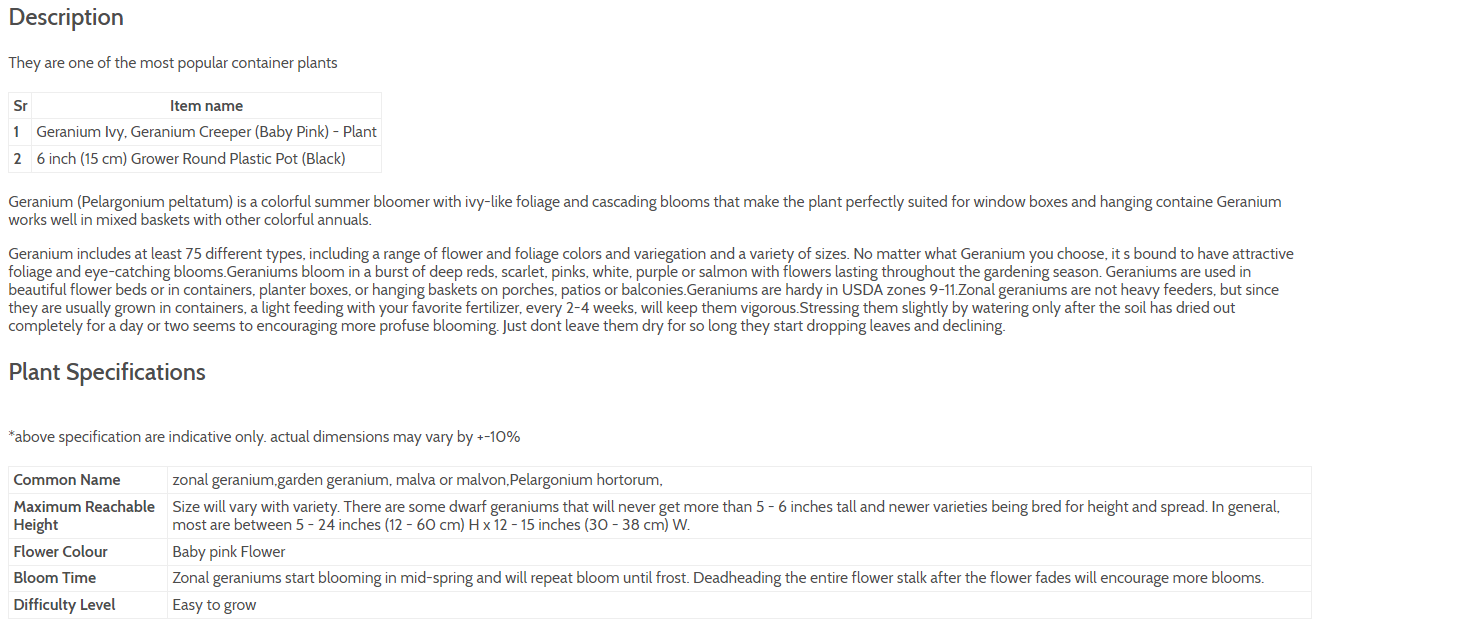 Description
They are one of the most popular container plants
Sr Item name
1 Geranium Ivy, Geranium Creeper (Baby Pink) - Plant
2 6 inch (15 cm) Grower Round Plastic Pot (Black)
Geranium (Pelargonium peltatum) is a colorful summer bloomer with ivy-like foliage and cascading blooms that make the plant perfectly suited for window boxes and hanging containe Geranium
works well in mixed baskets with other colorful annuals.
Geranium includes at least 75 different types, including a range of flower and foliage colors and variegation and a variety of sizes. No matter what Geranium you choose, it s bound to have attractive
foliage and eye-catching blooms.Geraniums bloom in a burst of deep reds, scarlet, pinks, white, purple or salmon with flowers lasting throughout the gardening season. Geraniums are used in
beautiful flower beds or in containers, planter boxes, or hanging baskets on porches, patios or balconies.Geraniums are hardy in USDA zones 9-11.Zonal geraniums are not heavy feeders, but since
they are usually grown in containers, a light feeding with your favorite fertilizer, every 2-4 weeks, will keep them vigorous.Stressing them slightly by watering only after the soil has dried out
completely for a day or two seems to encouraging more profuse blooming. Just dont leave them dry for so long they start dropping leaves and declining.
Plant Specifications
*above specification are indicative only. actual dimensions may vary by +-10%
Common Name zonal geranium,garden geranium, malva or malvon,Pelargonium hortorum,
Maximum Reachable Height Size will vary with variety. There are some dwarf geraniums that will never get more than 5 - 6 inches tall and newer varieties being bred for height and spread. In general,
most are between 5 - 24 inches (12 - 60 cm) H x 12 - 15 inches (30 - 38 cm) W.
Flower Colour Baby pink Flower
Bloom Time Zonal geraniums start blooming in mid-spring and will repeat bloom until frost. Deadheading the entire flower stalk after the flower fades will encourage more blooms.
Difficulty Level Easy to grow